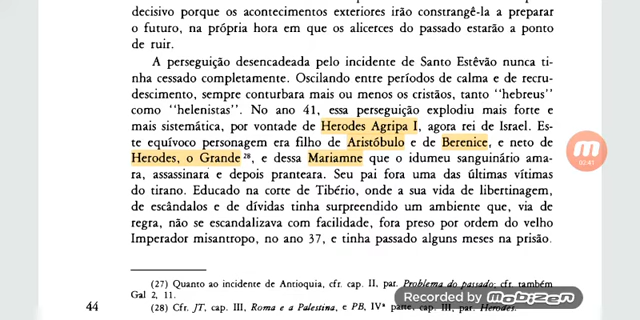 decisivo porque os acontecimentos exteriores irão constrangê-la a preparar
o futuro, na própria hora em que os alicerces do passado estarão a ponto
de ruir.
A perseguição desencadeada pelo incidente de Santo Estêvão nunca ti-
nha cessado completamente. Oscilando entre períodos de calma e de recru-
descimento, sempre conturbara mais ou menos os cristãos, tanto "hebreus"
como "helenistas". No ano 41, essa perseguição explodiu mais forte e
mais sistemática, por vontade de Herodes Agripa I, agora rei de Israel. Es-
te equívoco personagem era filho de Aristóbulo e de Berenice, e neto de
Herodes, o Grande 28, e dessa Mariamne que o idumeu sanguinário ama-
ra, assassinara e depois pranteara. Seu pai fora uma das últimas vítimas
do tirano. Educado na corte de Tibério, onde a sua vida de libertinagem,
de escândalos e de dívidas tinha surpreendido um ambiente que, via de
regra, não se escandalizava com facilidade, fora preso por ordem do velho
Imperador misantropo, no ano 37, e tinha passado alguns meses na prisão.
(27) Quanto ao incidente de Antioquia, cfr. cap. II, par. Problema do passado; cfr. também
Gal 2, 11.
44
(28) Cfr. JT, cap. III, Roma e a Palestina, e PB, IVª parte, cap. III, par. Herodes.
02:41
Recorded by mobizen